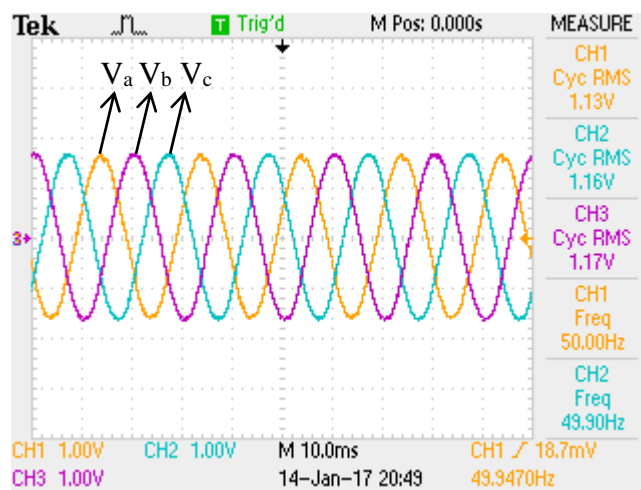 Tek T Trig'd M Pos: 0.000s MEASURE
CH1
Cyc RMS
1.13V
CH2
Cyc RMS
1.16V
CH3
Cyc RMS
1.17V
CH1
Freq
50.00Hz
CH2
Freq
49.90Hz
Va Vb Vc
3
CH1 1.00V CH2 1.00V M 10.0ms CH1 18.7mV
CH3 1.00V 14-Jan-17 20:49 49.9470Hz